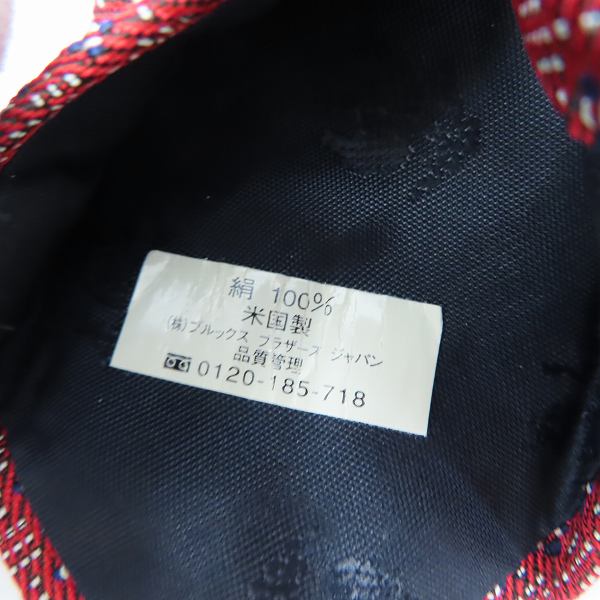 絹 100%
米国製
(株)ブルックス ブラザーズ ジャパン
品質管理
0120-185-718